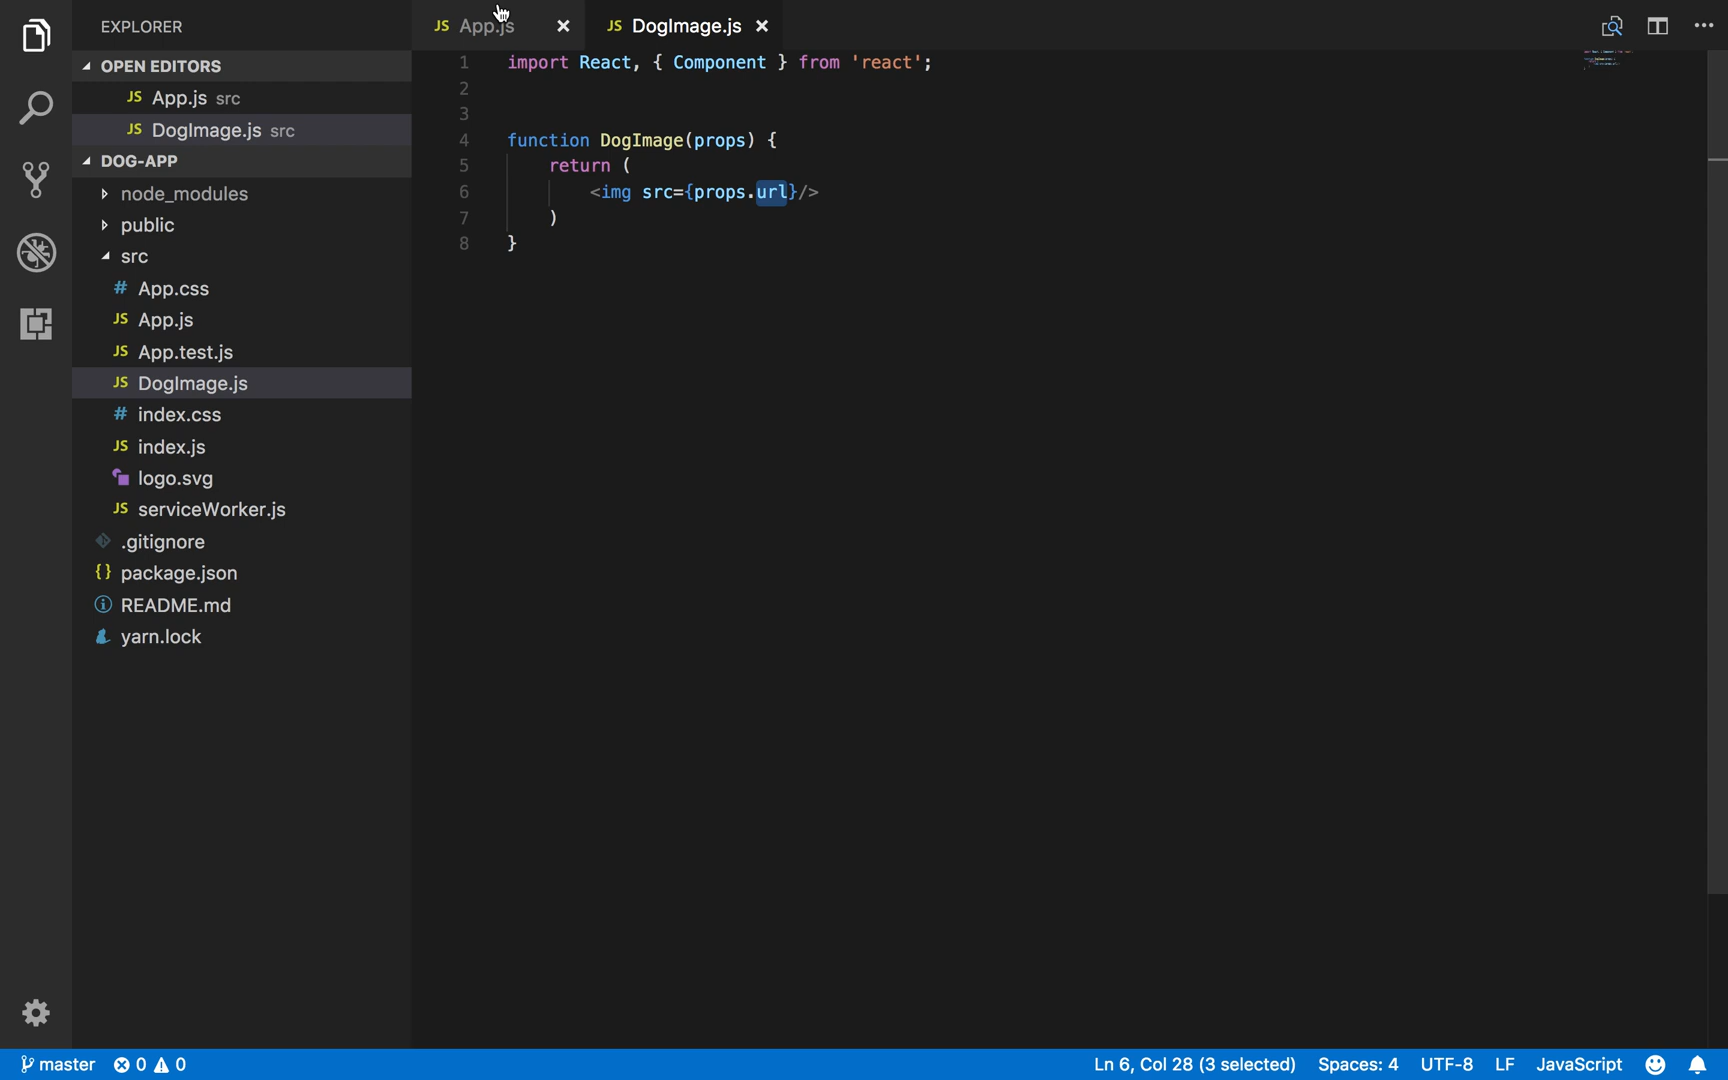 EXPLORER
OPEN EDITORS
JS App.js src
JS DogImage.js src
DOG-APP
node_modules
public
src
# App.css
JS App.js
JS App.test.js
JS DogImage.js
# index.css
JS index.js
logo.svg
JS serviceWorker.js
.gitignore
{} package.json
README.md
yarn.lock
JS App.js × JS DogImage.js ×
1 import React, { Component } from 'react';
2
3
4 function DogImage(props) {
5 return (
6 <img src={props.url}/>
7 )
8 }
master 0 0 Ln 6, Col 28 (3 selected) Spaces: 4 UTF-8 LF JavaScript